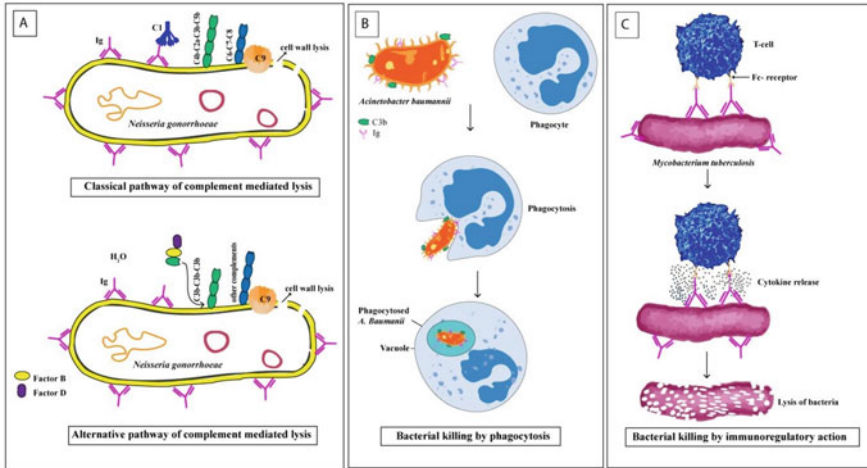 A
Ig
C1
C4b-C2a-C3b-C5b
C6-C7-C8
C9
cell wall lysis
Neisseria gonorrhoeae
Classical pathway of complement mediated lysis
H2O
Ig
C3b-C3b-C3b
other complements
C9
cell wall lysis
Neisseria gonorrhoeae
Factor B
Factor D
Alternative pathway of complement mediated lysis
B
Acinetobacter baumannii
C3b
Ig
Phagocyte
Phagocytosis
Phagocytosed
A. Baumanii
Vacuole
Bacterial killing by phagocytosis
C
T-cell
Fc- receptor
Mycobacterium tuberculosis
Cytokine release
Lysis of bacteria
Bacterial killing by immunoregulatory action